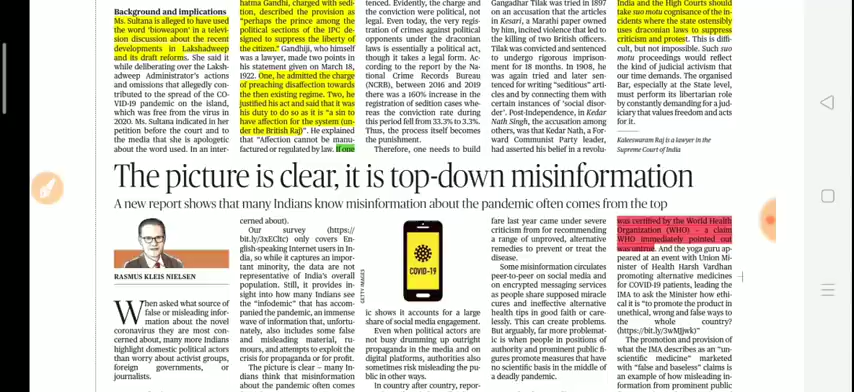 Background and implications
Ms. Sultana is alleged to have used
the word 'bioweapon' in a televi-
sion discussion about the recent
developments in Lakshadweep
and its draft reforms. She said it
while deliberating over the Laksh-
adweep Administrator's actions
and omissions that allegedly con-
tributed to the spread of the CO-
VID-19 pandemic on the island,
which was free from the virus in
2020. Ms. Sultana indicated in her
petition before the court and to
the media that she is apologetic
about the word used. In an inter-
hatma Gandhi, charged with sedi-
tion, described the provision as
"perhaps the prince among the
political sections of the IPC de-
signed to suppress the liberty of
the citizen." Gandhiji, who himself
was a lawyer, made two points in
his statement given on March 18,
1922. One, he admitted the charge
of preaching disaffection towards
the then existing regime. Two, he
justified his act and said that it was
his duty to do so as it is "a sin to
have affection for the system (un-
der the British Raj)". He explained
that "Affection cannot be manu-
factured or regulated by law. If one
tenced. Evidently, the charge and
the conviction were political, not
legal. Even today, the very regis-
tration of crimes against political
opponents under the draconian
laws is essentially a political act,
though it takes a legal form. Ac-
cording to the report by the Na-
tional Crime Records Bureau
(NCRB), between 2016 and 2019
there was a 160% increase in the
registration of sedition cases whe-
reas the conviction rate during
this period fell from 33.3% to 3.3%.
Thus, the process itself becomes
the punishment.
Therefore, one needs to build
Gangadhar Tilak was tried in 1897
on an accusation that the articles
in Kesari, a Marathi paper owned
by him, incited violence that led to
the killing of two British officers.
Tilak was convicted and sentenced
to undergo rigorous imprison-
ment for 18 months. In 1908, he
was again tried and later sen-
tenced for writing "seditious" arti-
cles and by connecting them with
certain instances of 'social disor-
der'. Post-Independence, in Kedar
Nath Singh, the accusation among
others, was that Kedar Nath, a For-
ward Communist Party leader,
had asserted his belief in a revolu-
India and the High Courts should
take suo motu cognisance of the in-
cidents where the state ostensibly
uses draconian laws to suppress
criticism and protest. This is diffi-
cult, but not impossible. Such suo
motu proceedings would reflect
the kind of judicial activism that
our time demands. The organised
Bar, especially at the State level,
must perform its libertarian role
by constantly demanding for a jud-
iciary that values freedom and acts
for it.
Kaleeswaram Raj is a lawyer in the
Supreme Court of India
The picture is clear, it is top-down misinformation
A new report shows that many Indians know misinformation about the pandemic often comes from the top
RASMUS KLEIS NIELSEN
When asked what source of
false or misleading infor-
mation about the novel
coronavirus they are most con-
cerned about, many more Indians
highlight domestic political actors
than worry about activist groups,
foreign governments, or
journalists.
cerned about).
Our survey (https://
bit.ly/3xECltc) only covers En-
glish-speaking Internet users in In-
dia, so while it captures an impor-
tant minority, the data are not
representative of India's overall
population. Still, it provides in-
sight into how many Indians see
the "infodemic" that has accom-
panied the pandemic, an immense
wave of information that, unfortu-
nately, also includes some false
and misleading material, ru-
mours, and attempts to exploit the
crisis for propaganda or for profit.
The picture is clear – many In-
dians think that misinformation
about the pandemic often comes
COVID-19
GETTY IMAGES
ic shows it accounts for a large
share of social media engagement.
Even when political actors are
not busy drumming up outright
propaganda in the media and on
digital platforms, authorities also
sometimes risk misleading the pu-
blic in other ways.
In country after country, repor-
fare last year came under severe
criticism from for recommending
a range of unproven, alternative
remedies to prevent or treat the
disease.
Some misinformation circulates
peer-to-peer on social media and
on encrypted messaging services
as people share supposed miracle
cures and ineffective alternative
health tips in good faith or care-
lessly. This can create problems.
But arguably, far more problemat-
ic is when people in positions of
authority and prominent public fi-
gures promote measures that have
no scientific basis in the middle of
a deadly pandemic.
was certified by the World Health
Organization (WHO) – a claim
WHO immediately pointed out
was untrue. And the yoga guru ap-
peared at an event with Union Mi-
nister of Health Harsh Vardhan
promoting alternative medicines
for COVID-19 patients, leading the
IMA to ask the Minister how ethi-
cal it is "to promote the product in
unethical, wrong and false ways to
the whole country?
(https://bit.ly/3wMJjwk)"
The promotion and provision of
what the IMA describes as an "un-
scientific medicine" marketed
with "false and baseless" claims is
an example of how misleading in-
formation from prominent public